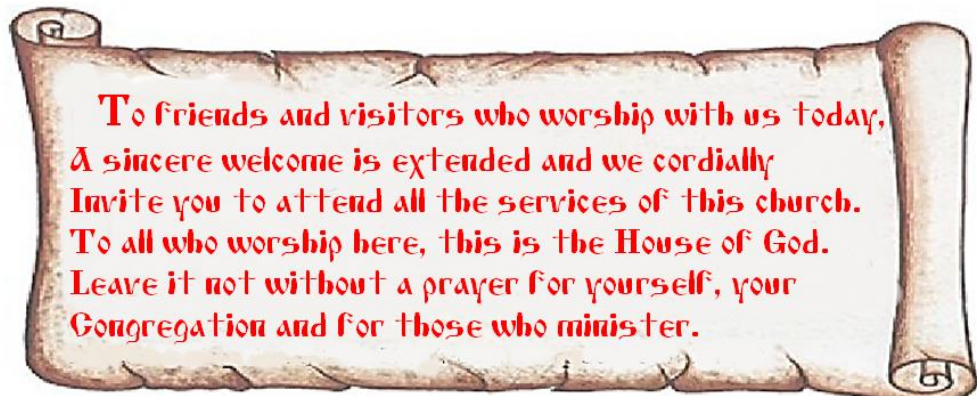 To friends and visitors who worship with us today,
A sincere welcome is extended and we cordially
Invite you to attend all the services of this church.
To all who worship here, this is the House of God.
Leave it not without a prayer for yourself, your
Congregation and for those who minister.